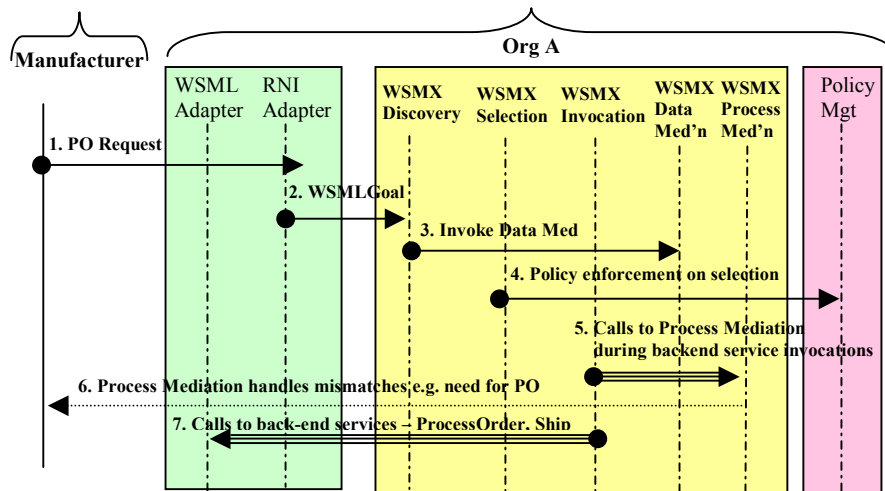 Manufacturer
Org A
WSML
Adapter
RNI
Adapter
WSMX
Discovery
WSMX
Selection
WSMX
Invocation
WSMX
Data
Med'n
WSMX
Process
Med'n
Policy
Mgt
1. PO Request
2. WSMLGoal
3. Invoke Data Med
4. Policy enforcement on selection
5. Calls to Process Mediation
during backend service invocations
6. Process Mediation handles mismatches e.g. need for PO
7. Calls to back-end services – ProcessOrder, Ship